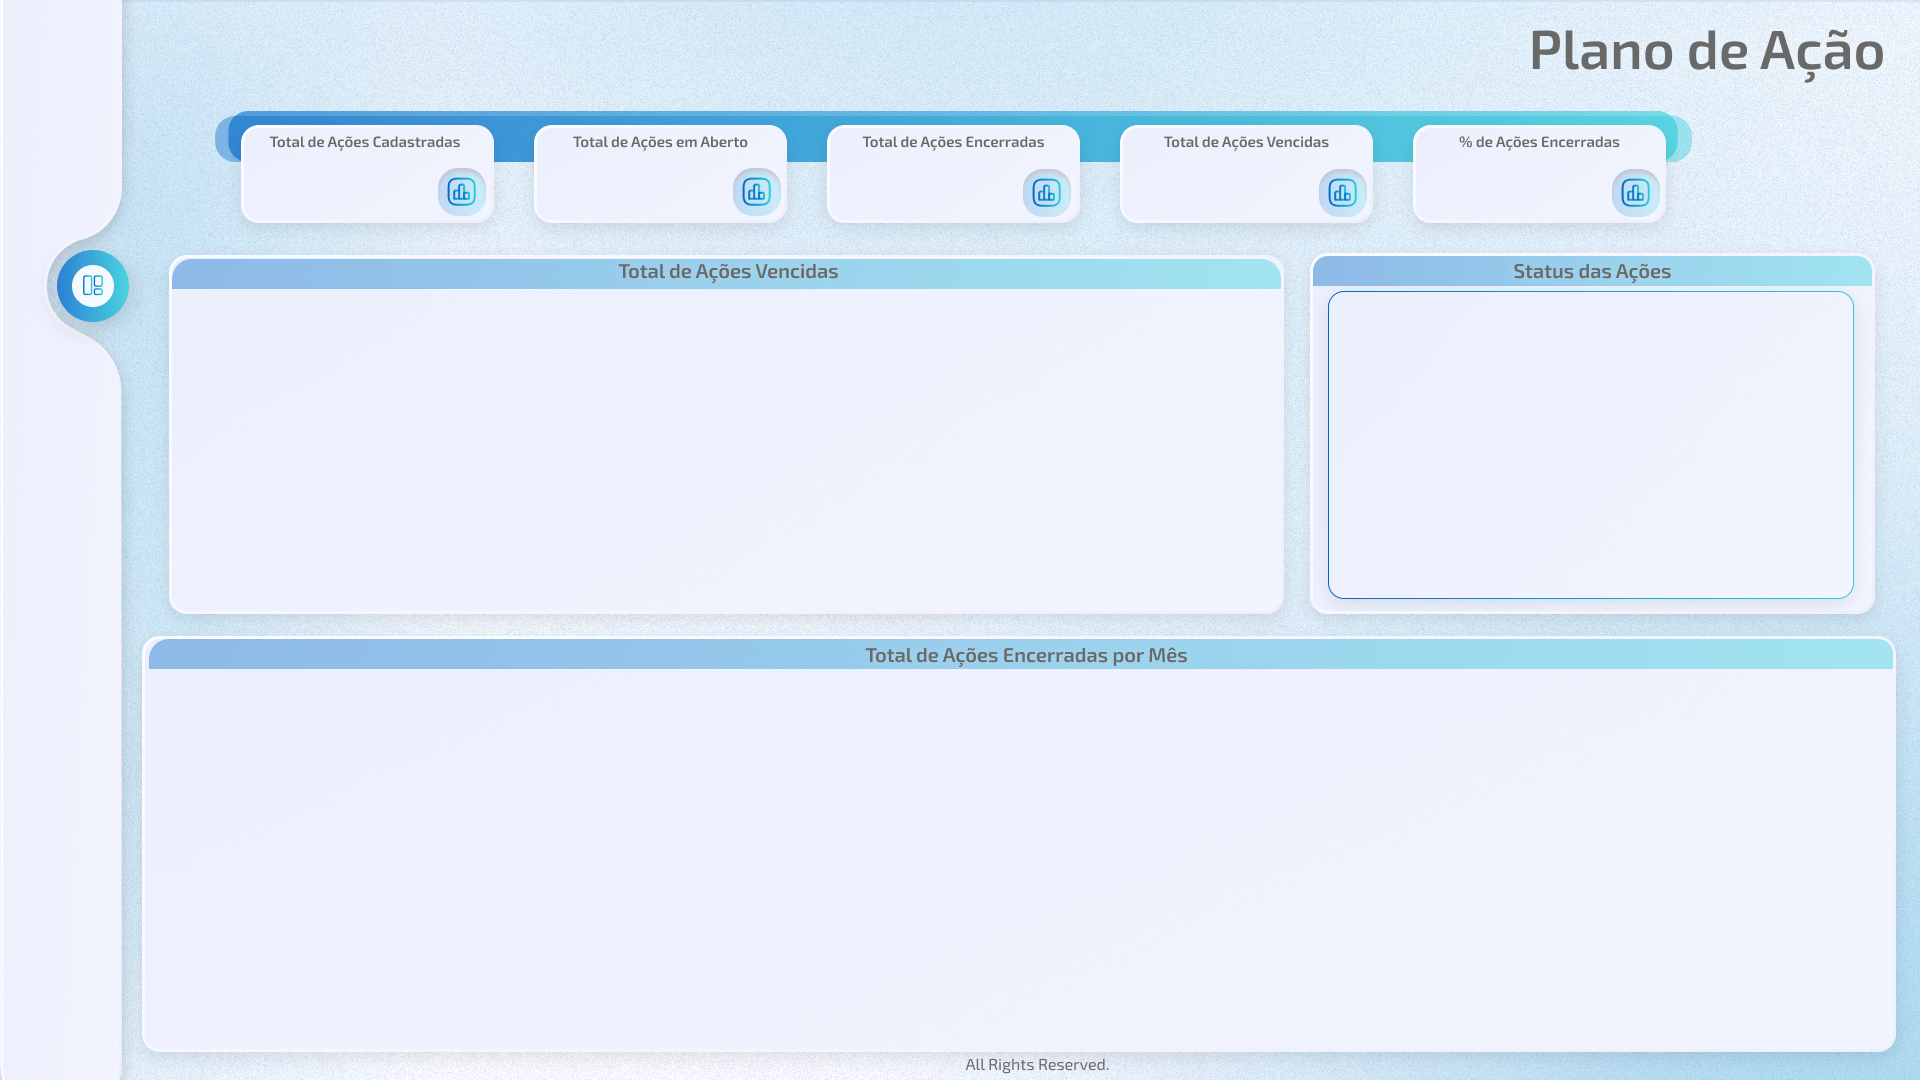 Plano de Ação
Total de Ações Cadastradas
Total de Ações em Aberto
Total de Ações Encerradas
Total de Ações Vencidas
% de Ações Encerradas
Total de Ações Vencidas
Status das Ações
Total de Ações Encerradas por Mês
All Rights Reserved.